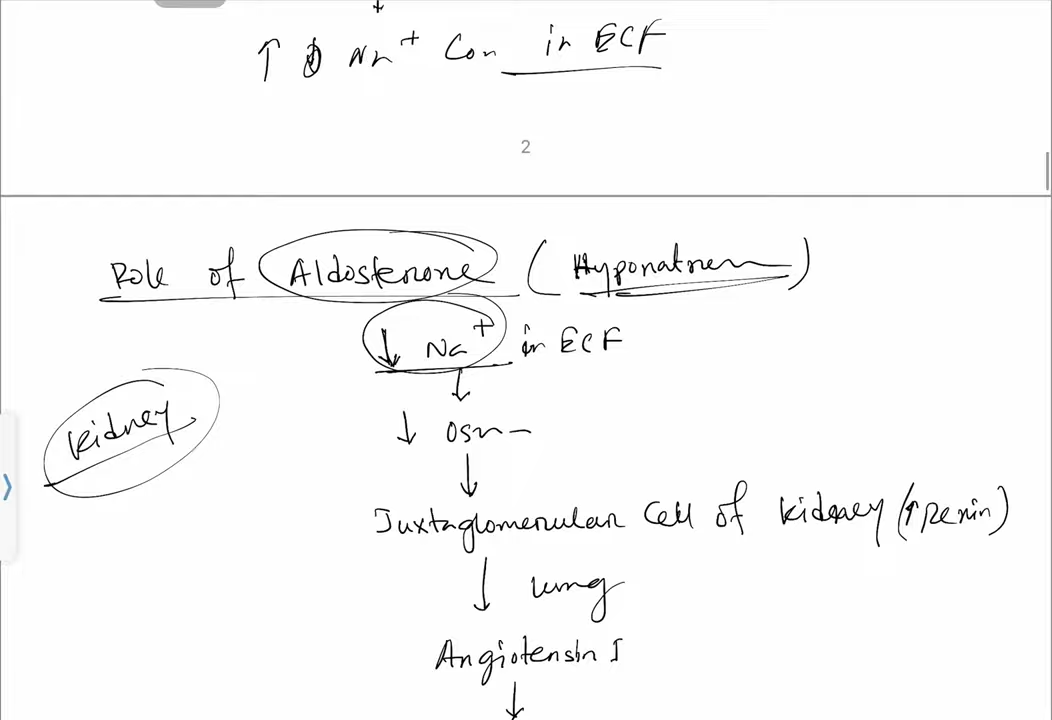 ↓
↑ Na+ Con in ECF
2
Role of Aldosterone (Hyponatrem)
↓ Na+ in ECF
↓
Kidney
↓ osm
↓
Juxtaglomerular Cell of Kidney (↑ Renin)
↓ lung
Angiotensin I
↓